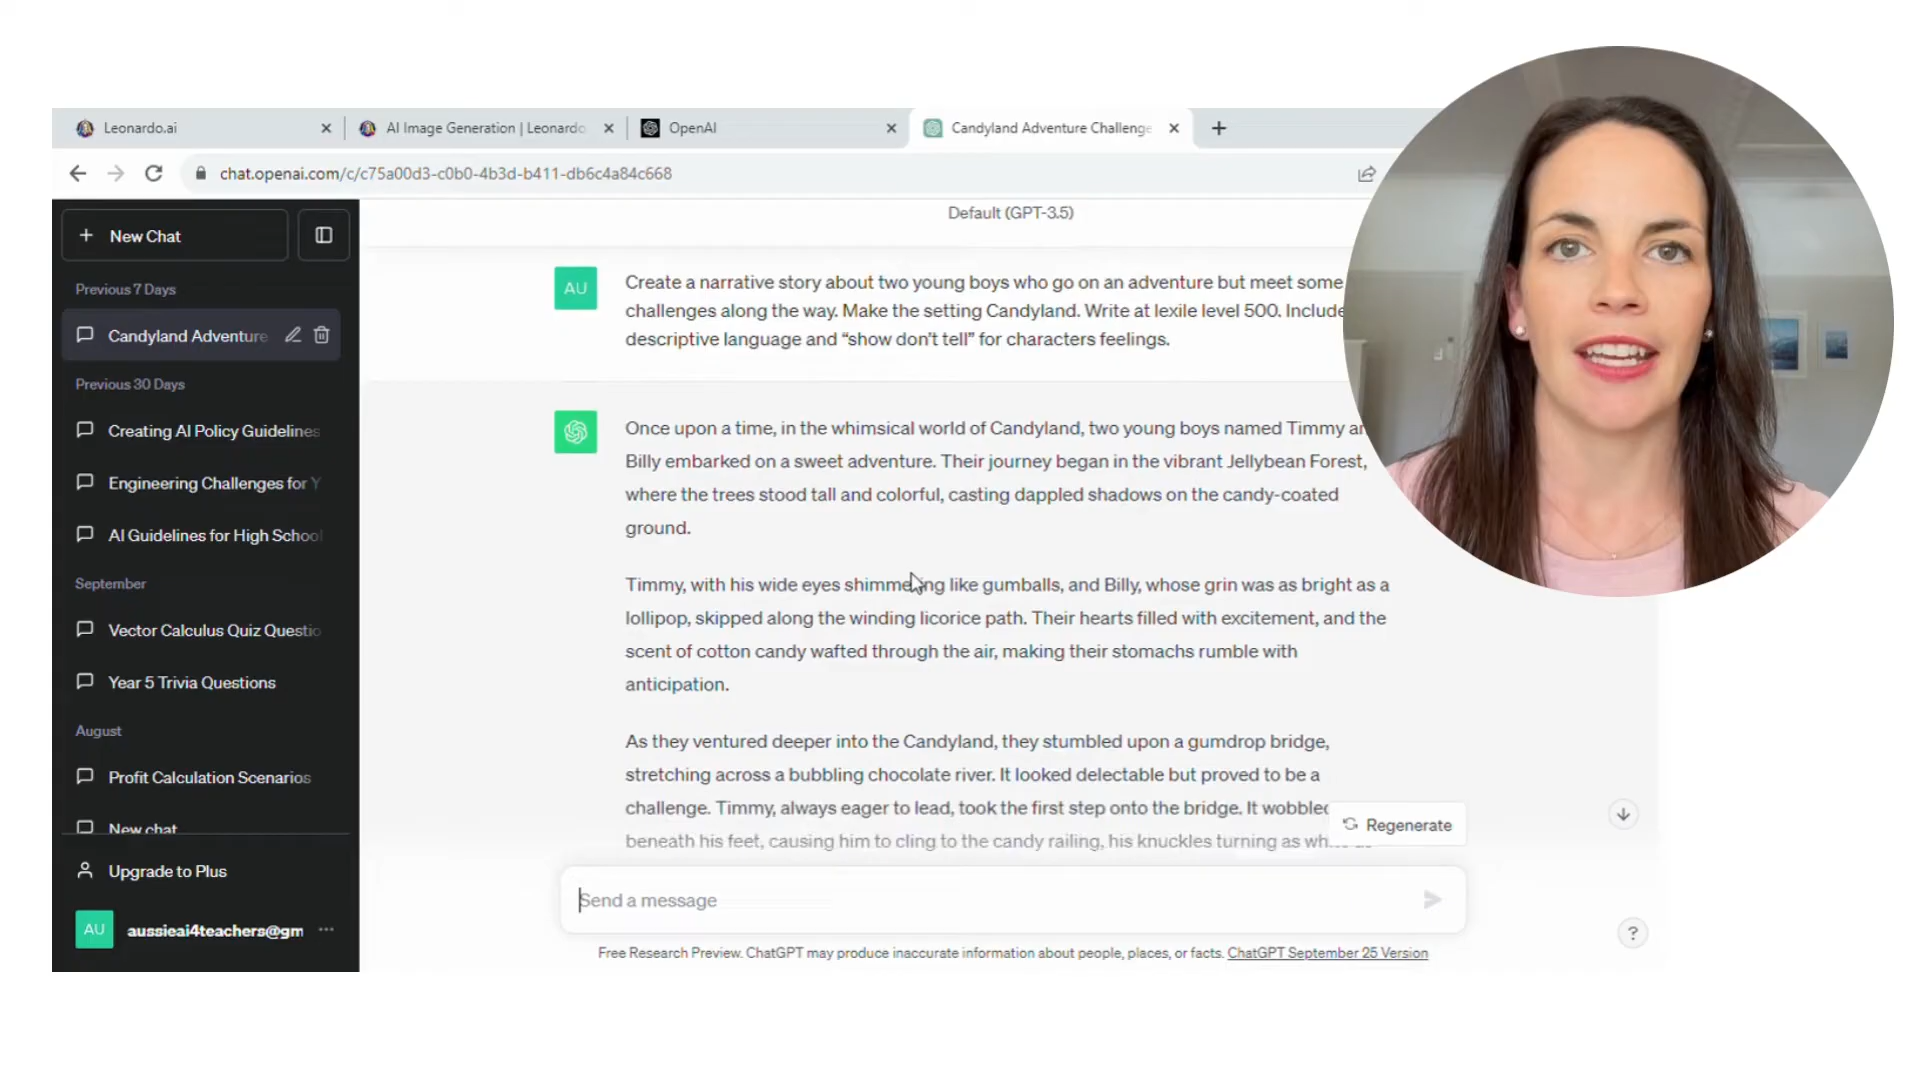 Leonardo.ai
AI Image Generation | Leonardo
OpenAI
Candyland Adventure Challenge
chat.openai.com/c/c75a00d3-c0b0-4b3d-b411-db6c4a84c668
New Chat
Previous 7 Days
Candyland Adventure
Previous 30 Days
Creating AI Policy Guidelines
Engineering Challenges for Y
AI Guidelines for High School
September
Vector Calculus Quiz Questio
Year 5 Trivia Questions
August
Profit Calculation Scenarios
New chat
Upgrade to Plus
AU
aussieai4teachers@gm
Default (GPT-3.5)
AU
Create a narrative story about two young boys who go on an adventure but meet some
challenges along the way. Make the setting Candyland. Write at lexile level 500. Include
descriptive language and “show don’t tell” for characters feelings.
Once upon a time, in the whimsical world of Candyland, two young boys named Timmy
Billy embarked on a sweet adventure. Their journey began in the vibrant Jellybean Forest,
where the trees stood tall and colorful, casting dappled shadows on the candy-coated
ground.
Timmy, with his wide eyes shimmering like gumballs, and Billy, whose grin was as bright as a
lollipop, skipped along the winding licorice path. Their hearts filled with excitement, and the
scent of cotton candy wafted through the air, making their stomachs rumble with
anticipation.
As they ventured deeper into the Candyland, they stumbled upon a gumdrop bridge,
stretching across a bubbling chocolate river. It looked delectable but proved to be a
challenge. Timmy, always eager to lead, took the first step onto the bridge. It wobbled
beneath his feet, causing him to cling to the candy railing, his knuckles turning as
Regenerate
Send a message
Free Research Preview. ChatGPT may produce inaccurate information about people, places, or facts. ChatGPT September 25 Version
?